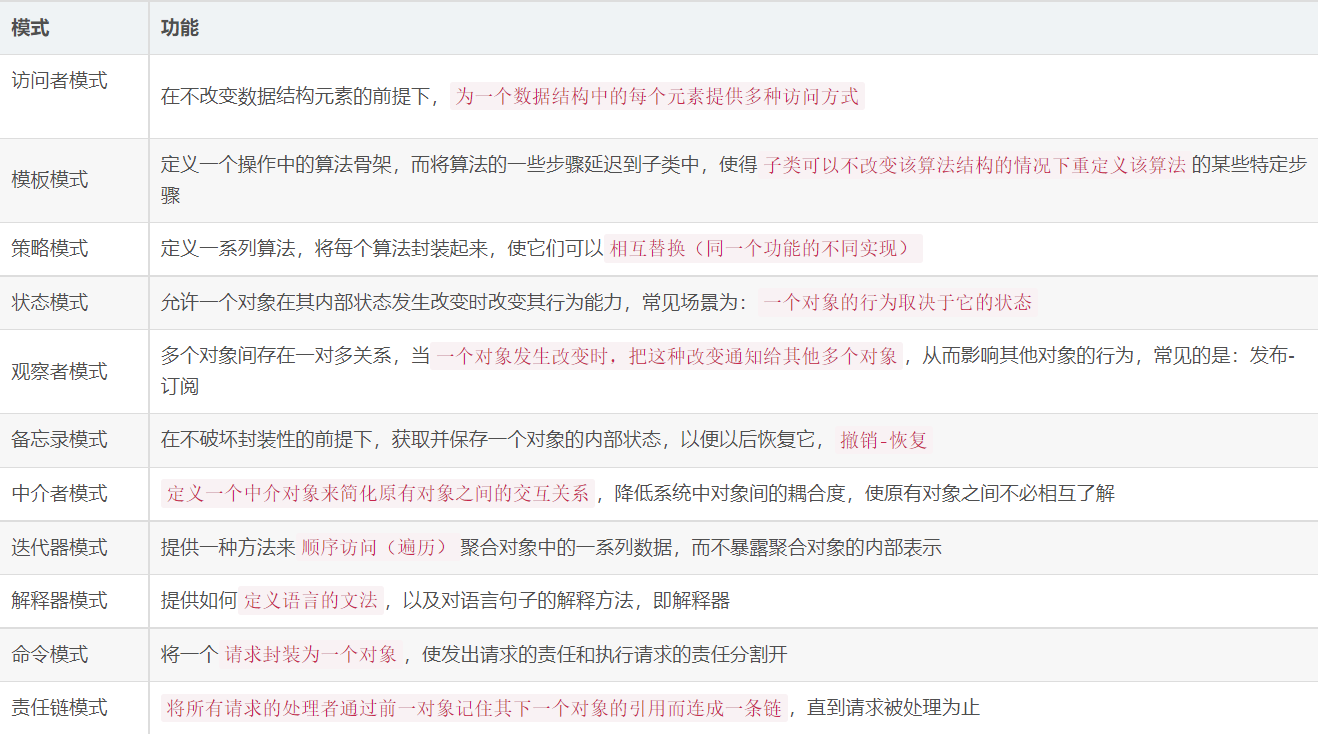 模式 功能
访问者模式 在不改变数据结构元素的前提下，为一个数据结构中的每个元素提供多种访问方式
模板模式 定义一个操作中的算法骨架，而将算法的一些步骤延迟到子类中，使得 子类可以不改变该算法结构的情况下重定义该算法 的某些特定步
骤
策略模式 定义一系列算法，将每个算法封装起来，使它们可以 相互替换（同一个功能的不同实现）
状态模式 允许一个对象在其内部状态发生改变时改变其行为能力，常见场景为： 一个对象的行为取决于它的状态
观察者模式 多个对象间存在一对多关系，当 一个对象发生改变时，把这种改变通知给其他多个对象 ，从而影响其他对象的行为，常见的是：发布-
订阅
备忘录模式 在不破坏封装性的前提下，获取并保存一个对象的内部状态，以便以后恢复它， 撤销-恢复
中介者模式 定义一个中介对象来简化原有对象之间的交互关系 ，降低系统中对象间的耦合度，使原有对象之间不必相互了解
迭代器模式 提供一种方法来 顺序访问（遍历） 聚合对象中的一系列数据，而不暴露聚合对象的内部表示
解释器模式 提供如何 定义语言的文法 ，以及对语言句子的解释方法，即解释器
命令模式 将一个 请求封装为一个对象 ，使发出请求的责任和执行请求的责任分割开
责任链模式 将所有请求的处理者通过前一对象记住其下一个对象的引用而连成一条链 ，直到请求被处理为止